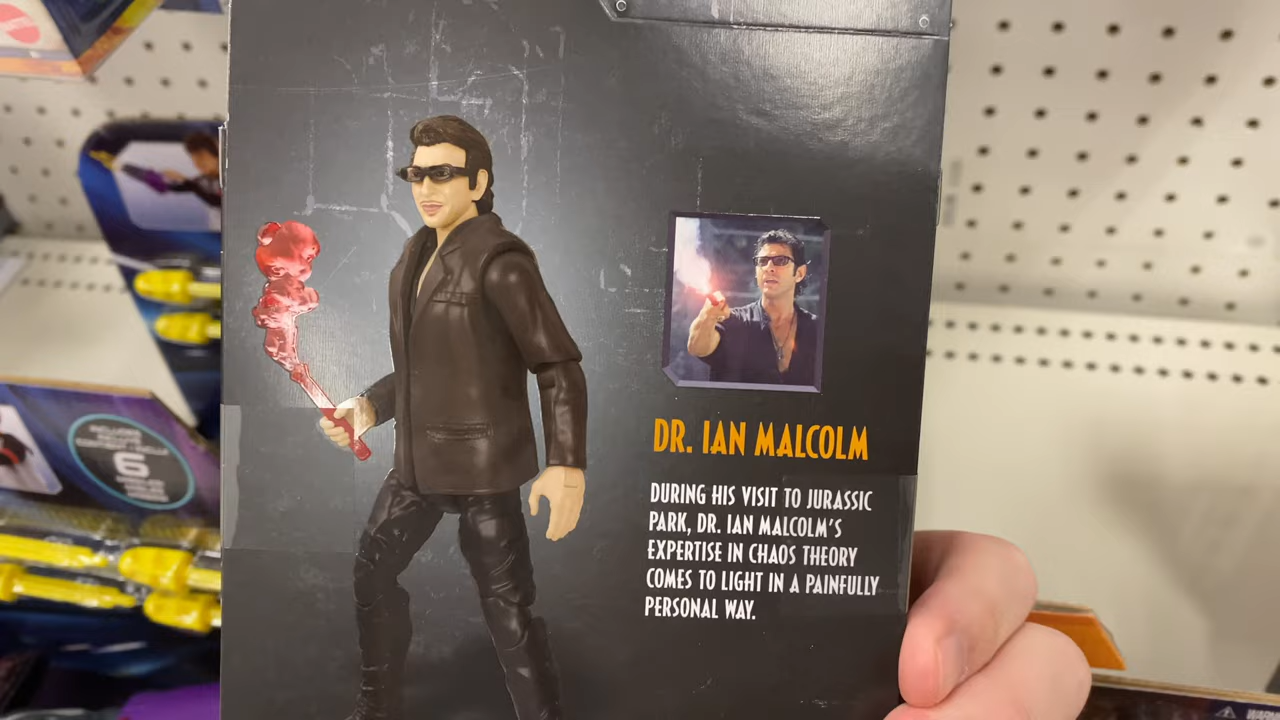 DR. IAN MALCOLM
DURING HIS VISIT TO JURASSIC
PARK, DR. IAN MALCOLM'S
EXPERTISE IN CHAOS THEORY
COMES TO LIGHT IN A PAINFULLY
PERSONAL WAY.
6